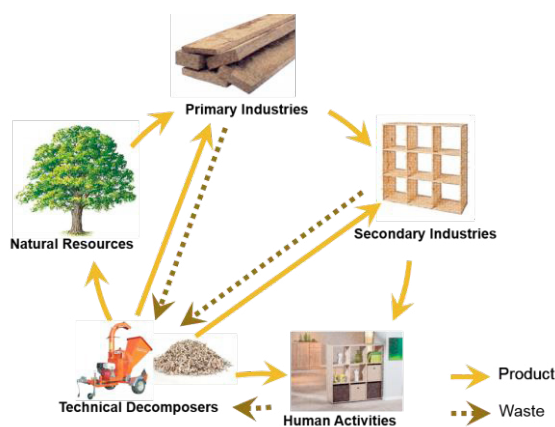 Primary Industries
Natural Resources
Secondary Industries
Technical Decomposers
Human Activities
Product
Waste